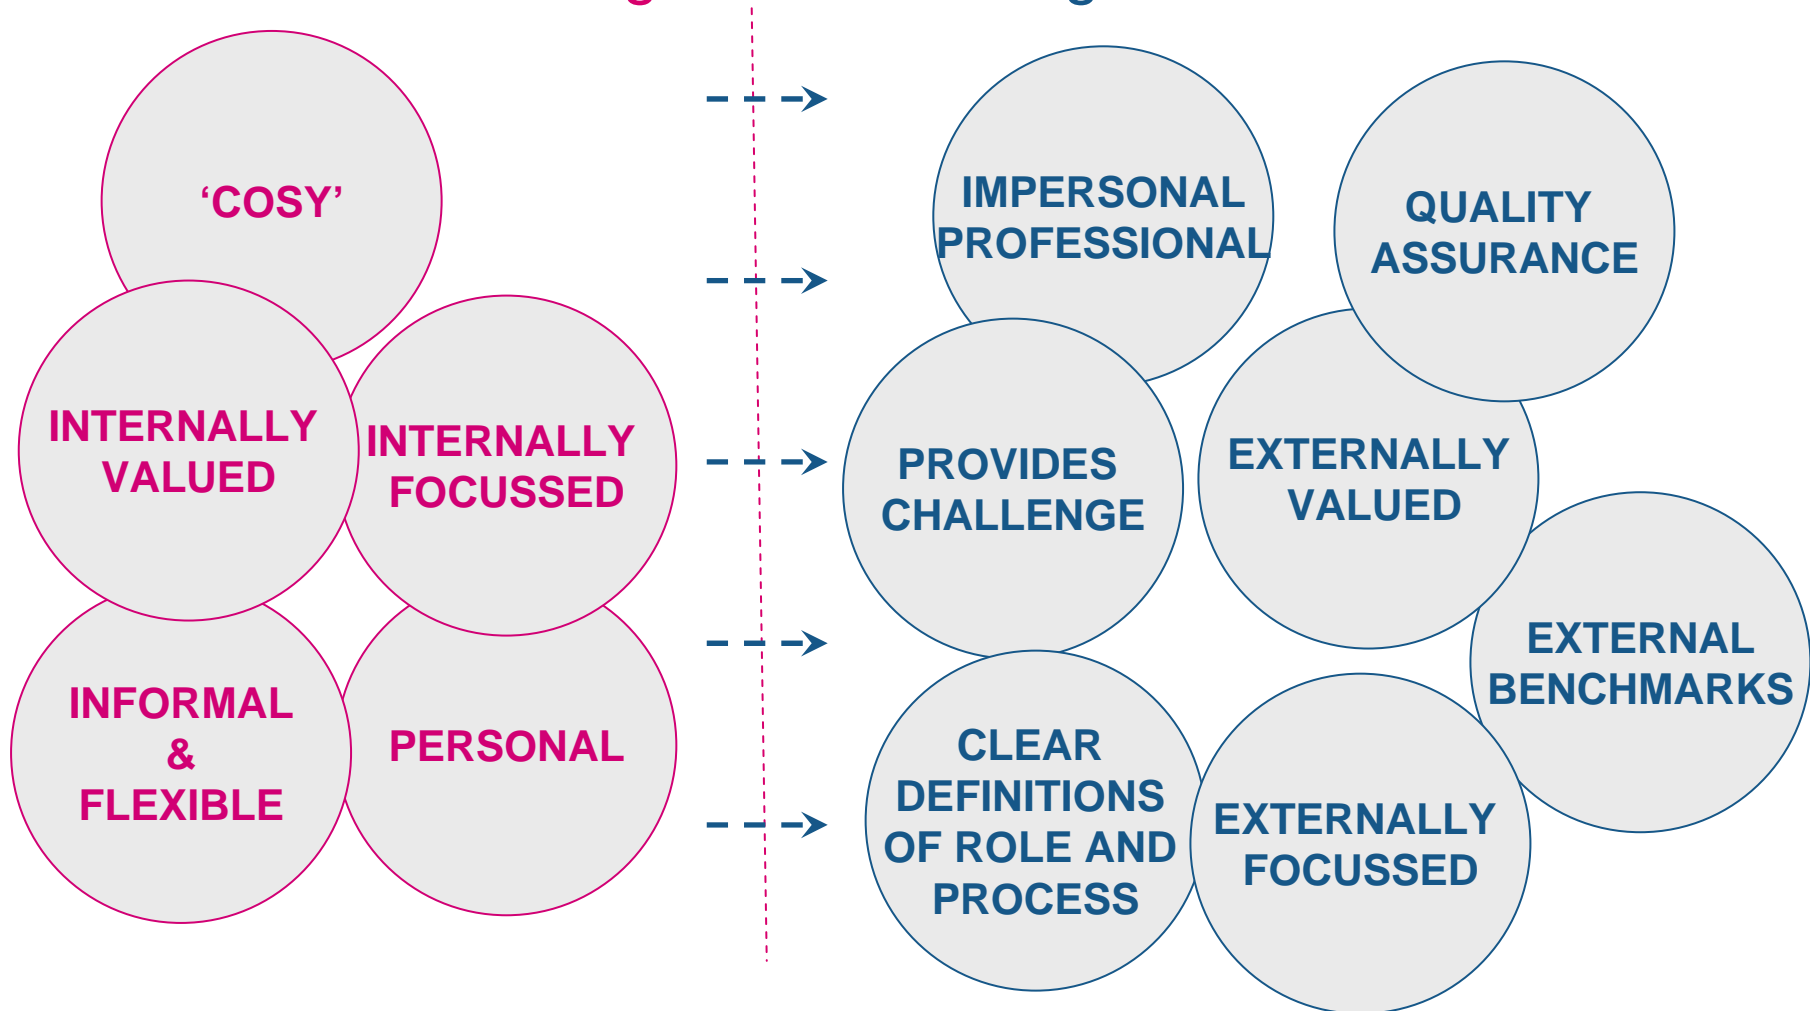 ‘COSY’
INTERNALLY
VALUED
INTERNALLY
FOCUSSED
INFORMAL
&
FLEXIBLE
PERSONAL
IMPERSONAL
PROFESSIONAL
QUALITY
ASSURANCE
PROVIDES
CHALLENGE
EXTERNALLY
VALUED
EXTERNAL
BENCHMARKS
CLEAR
DEFINITIONS
OF ROLE AND
PROCESS
EXTERNALLY
FOCUSSED